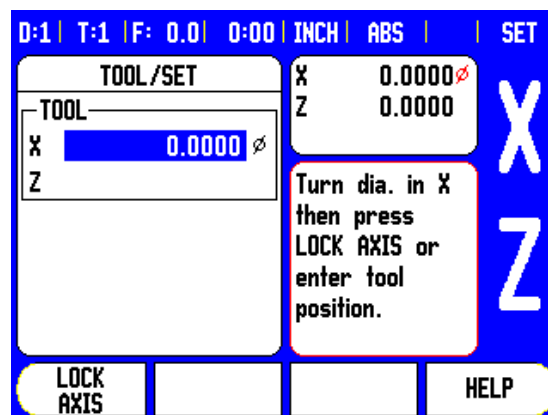 D:1 | T:1 | F: 0.0 | 0:00 | INCH | ABS | | SET
TOOL/SET
TOOL
X 0.0000 ⌀
Z
X 0.0000⌀
Z 0.0000
Turn dia. in X
then press
LOCK AXIS or
enter tool
position.
X
Z
LOCK
AXIS
HELP